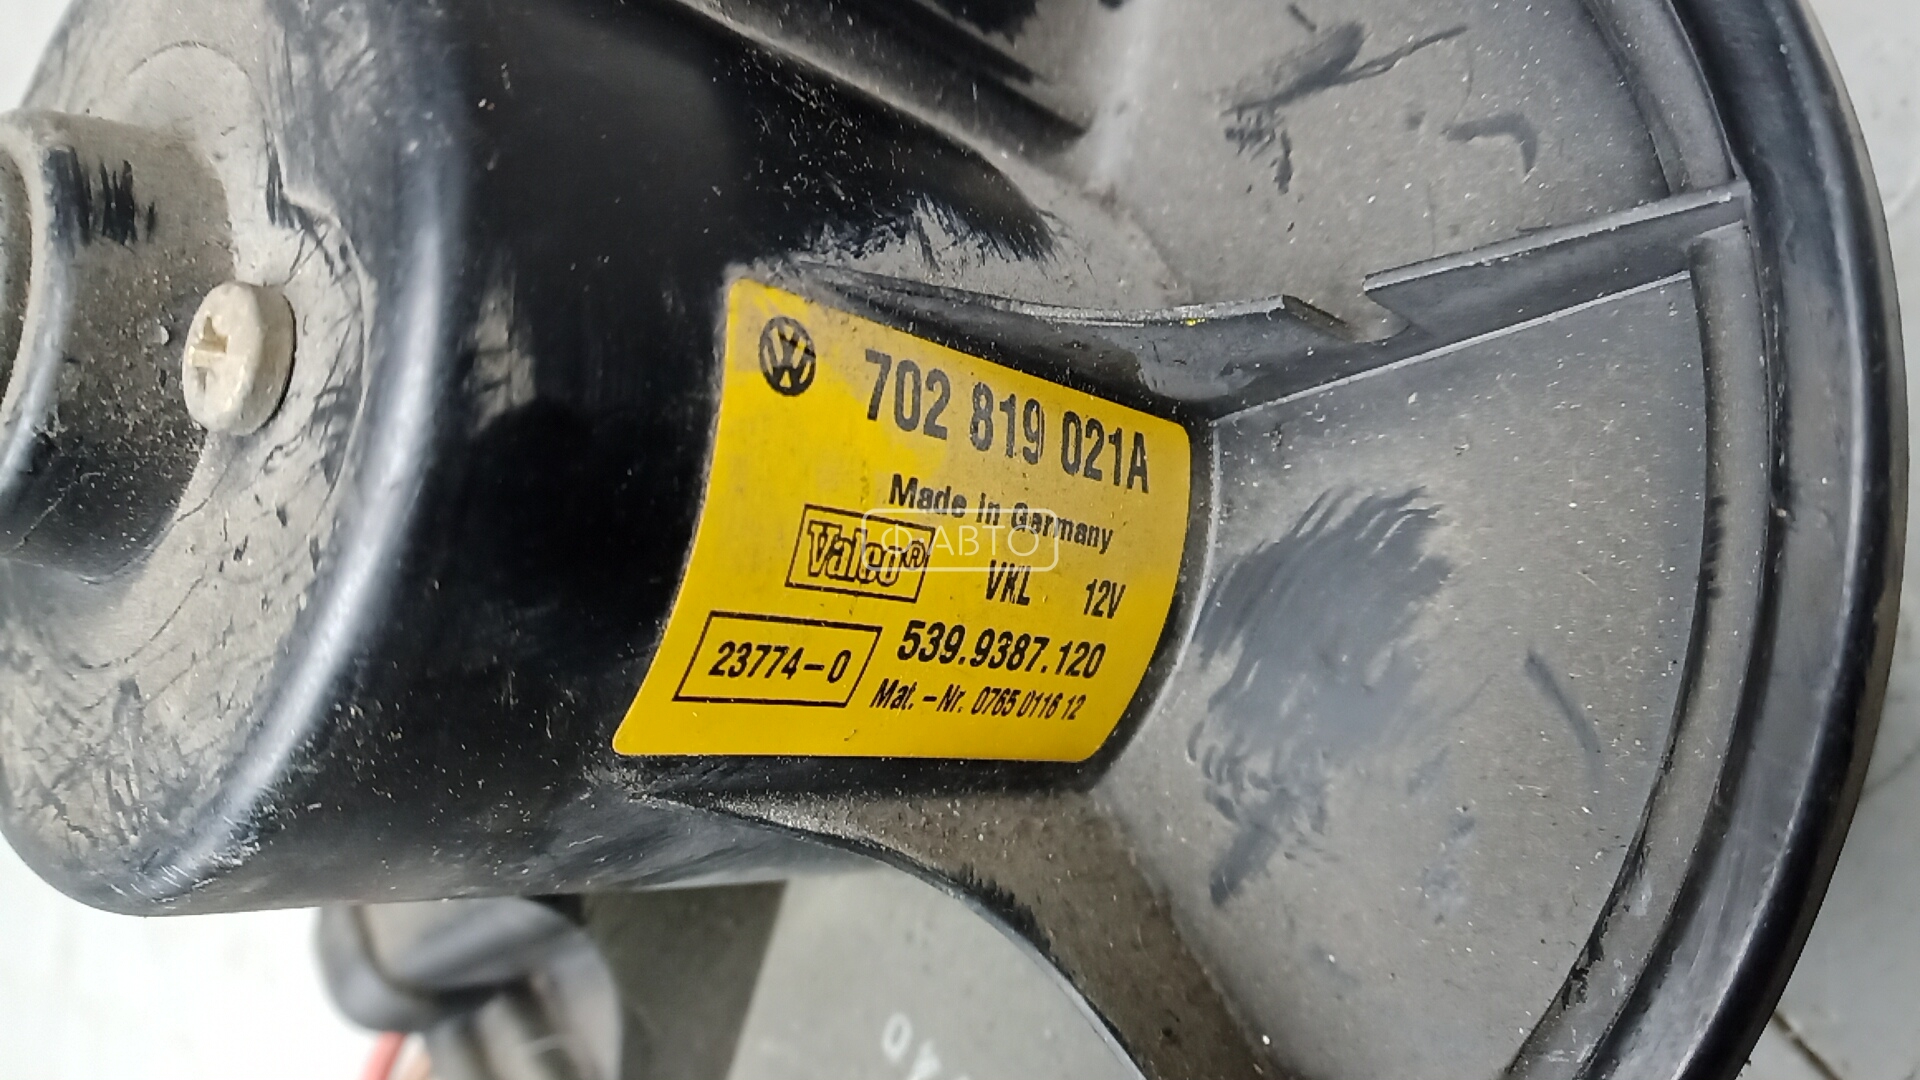 702 819 021A
Made in Germany
Valeo®
VKL 12V
23774-0
539.9387.120
Mat.-Nr. 0765 0116 12
Ф АВТО